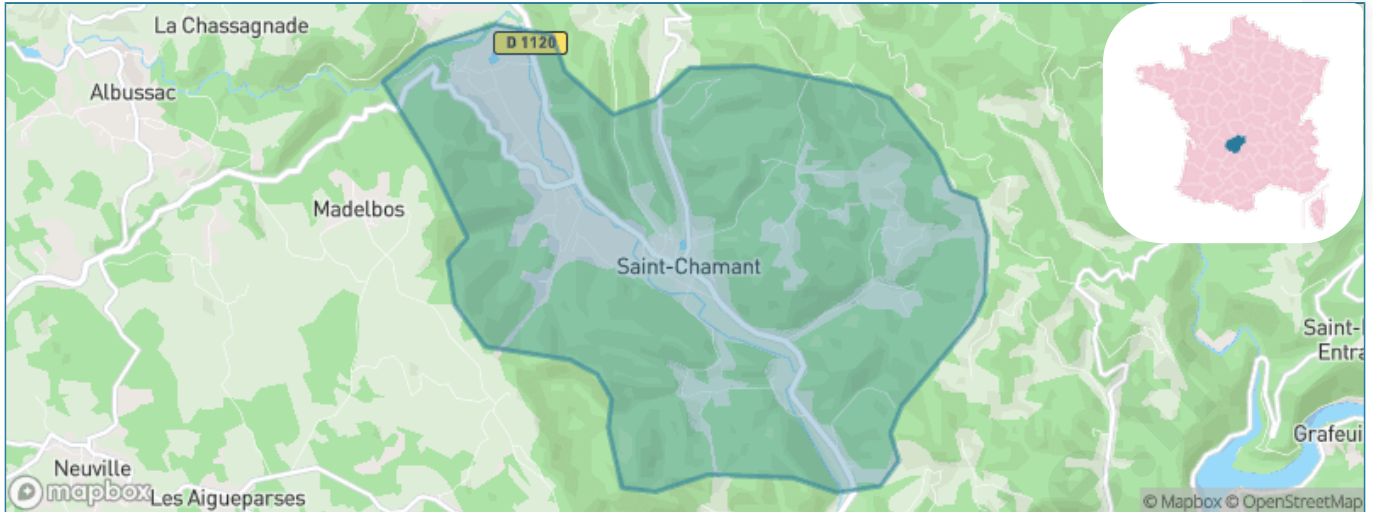 La Chassagnade
D 1120
Albussac
Madelbos
Saint-Chamant
Neuville
mapbox
Les Aigueparses
© Mapbox © OpenStreetMap